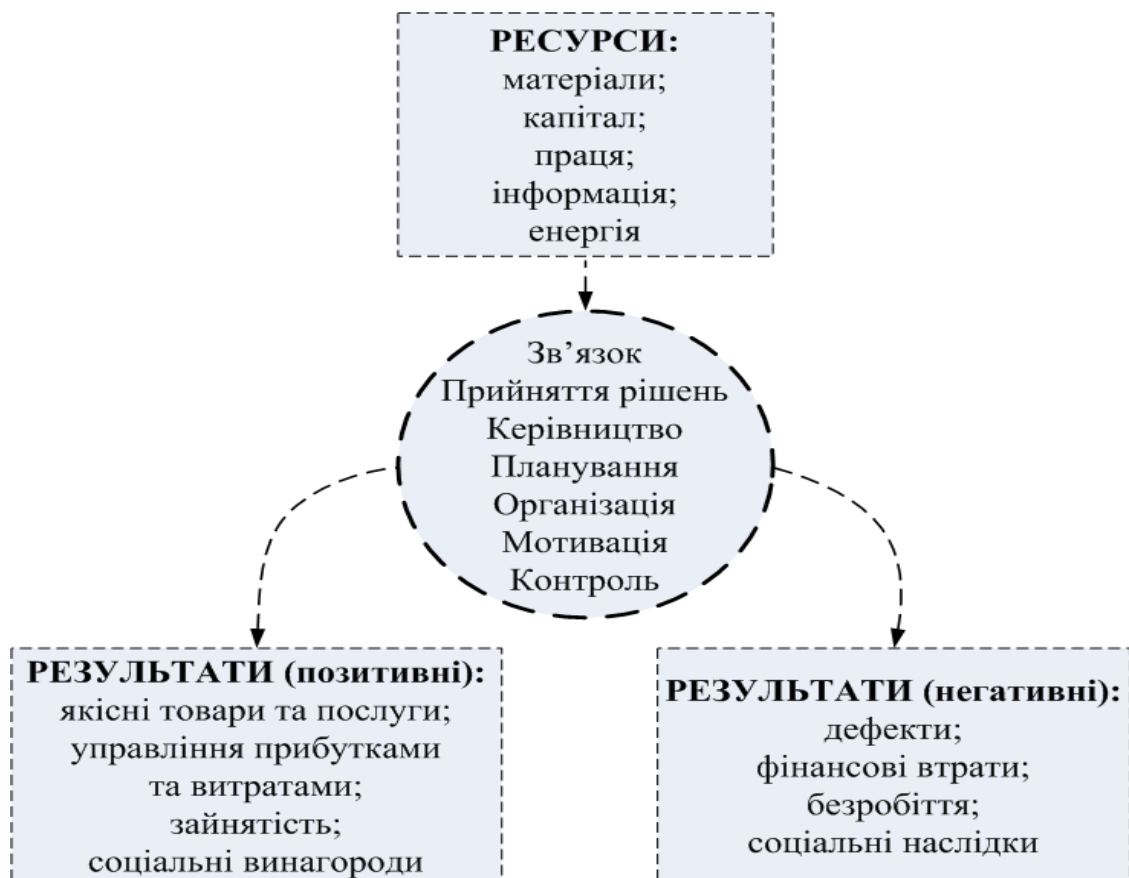 РЕСУРСИ:
матеріали;
капітал;
праця;
інформація;
енергія
Зв’язок
Прийняття рішень
Керівництво
Планування
Організація
Мотивація
Контроль
РЕЗУЛЬТАТИ (позитивні):
якісні товари та послуги;
управління прибутками
та витратами;
зайнятість;
соціальні винагороди
РЕЗУЛЬТАТИ (негативні):
дефекти;
фінансові втрати;
безробіття;
соціальні наслідки